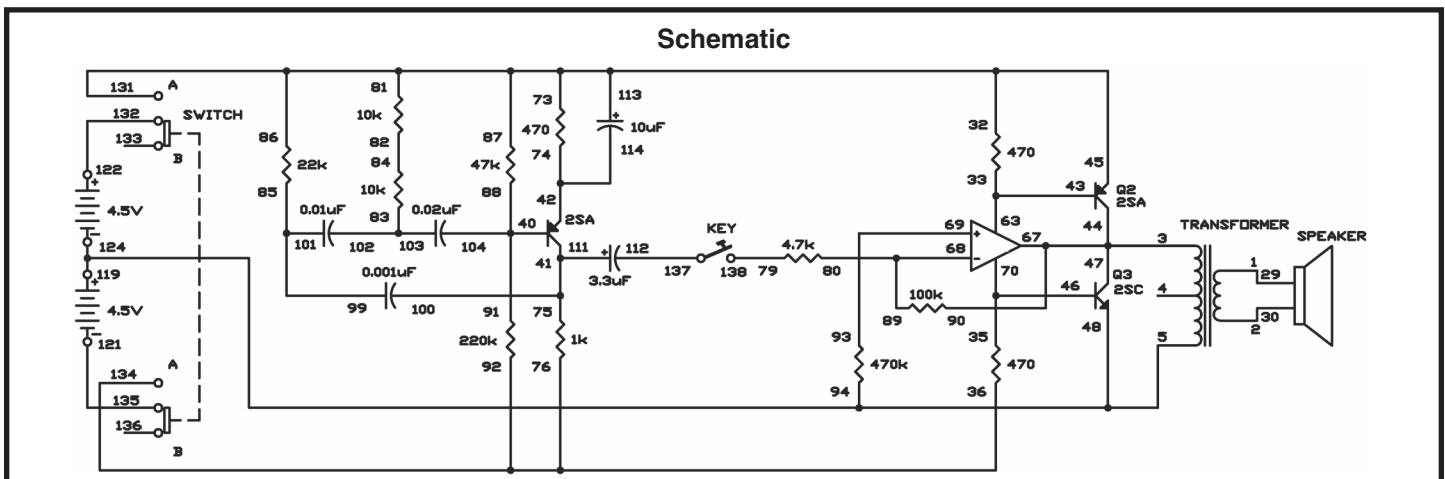 Schematic
131 A
132 SWITCH
133 B
122
+
4.5V
-
124
119
+
4.5V
-
121
134 A
135
136 B
86
22k
85
81
10k
82
84
10k
83
0.01uF
101 102
0.02uF
103 104
0.001uF
99 100
87
47k
88
91
220k
92
73
470
74
113
+
10uF
114
42
40 2SA
41
111
+ 112
3.3uF
75
1k
76
KEY
137 138
4.7k
79 80
69 +
68 -
63
67
70
100k
89 90
93
470k
94
32
470
33
35
470
36
45
43 Q2
2SA
44
47
Q3
46 2SC
48
TRANSFORMER
3
4
5
1
2
SPEAKER
29
30